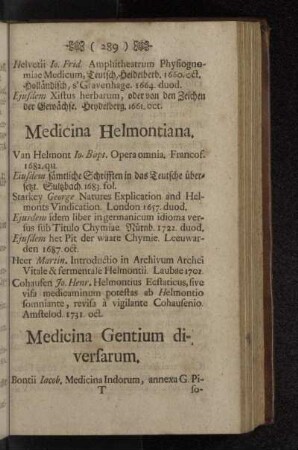 ( 289 )
Helvetii Io. Frid. Amphitheatrum Physiogno-
miae Medicum, Teutsch, Heidelberb. 1660. oct.
Holländisch, s'Gravenhage. 1664. duod.
Ejusdem Xistus herbarum, oder von den Zeichen
der Gewächse. Heydelberg. 1661. oct.
Medicina Helmontiana.
Van Helmont Io. Bapt. Opera omnia, Francof.
1682. qu.
Eiusdem sämtliche Schrifften in das Teutsche über-
setzt. Sultzbach. 1683. fol.
Starkey George Natures Explication and Hel-
monts Vindication. London 1657. duod.
Ejusdem idem liber in germanicum idioma ver-
sus sub Titulo Chymiae. Nürnb. 1722. duod.
Ejusdem het Pit der waare Chymie. Leeuwar-
den 1687. oct.
Heer Martin, Introductio in Archivum Archei
Vitale & fermentale Helmontii. Laubae 1702.
Cohausen Jo. Henr. Helmontius Ecstaticus, sive
visa medicaminum potestas ab Helmontio
somniante, revisa à vigilante Cohausenio.
Amstelod. 1731. oct.
Medicina Gentium di-
versarum.
Bontii Iacob, Medicina Indorum, annexa G. Pi-
T
so-